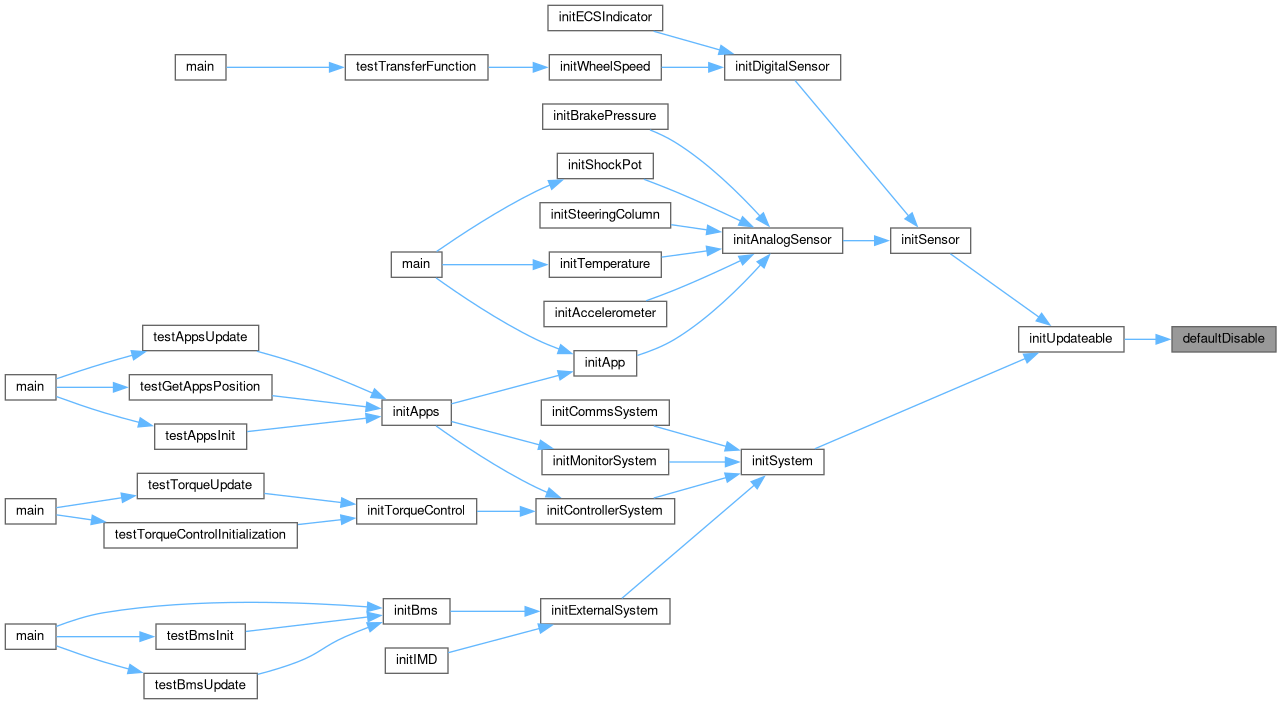 initECSIndicator
main
testTransferFunction
initWheelSpeed
initDigitalSensor
initBrakePressure
initShockPot
initSteeringColumn
initAnalogSensor
initSensor
main
initTemperature
initAccelerometer
testAppsUpdate
initUpdateable
defaultDisable
initApp
main
testGetAppsPosition
initApps
initCommsSystem
testAppsInit
initMonitorSystem
initSystem
testTorqueUpdate
main
initTorqueControl
initControllerSystem
testTorqueControlInitialization
initBms
initExternalSystem
main
testBmsInit
initIMD
testBmsUpdate